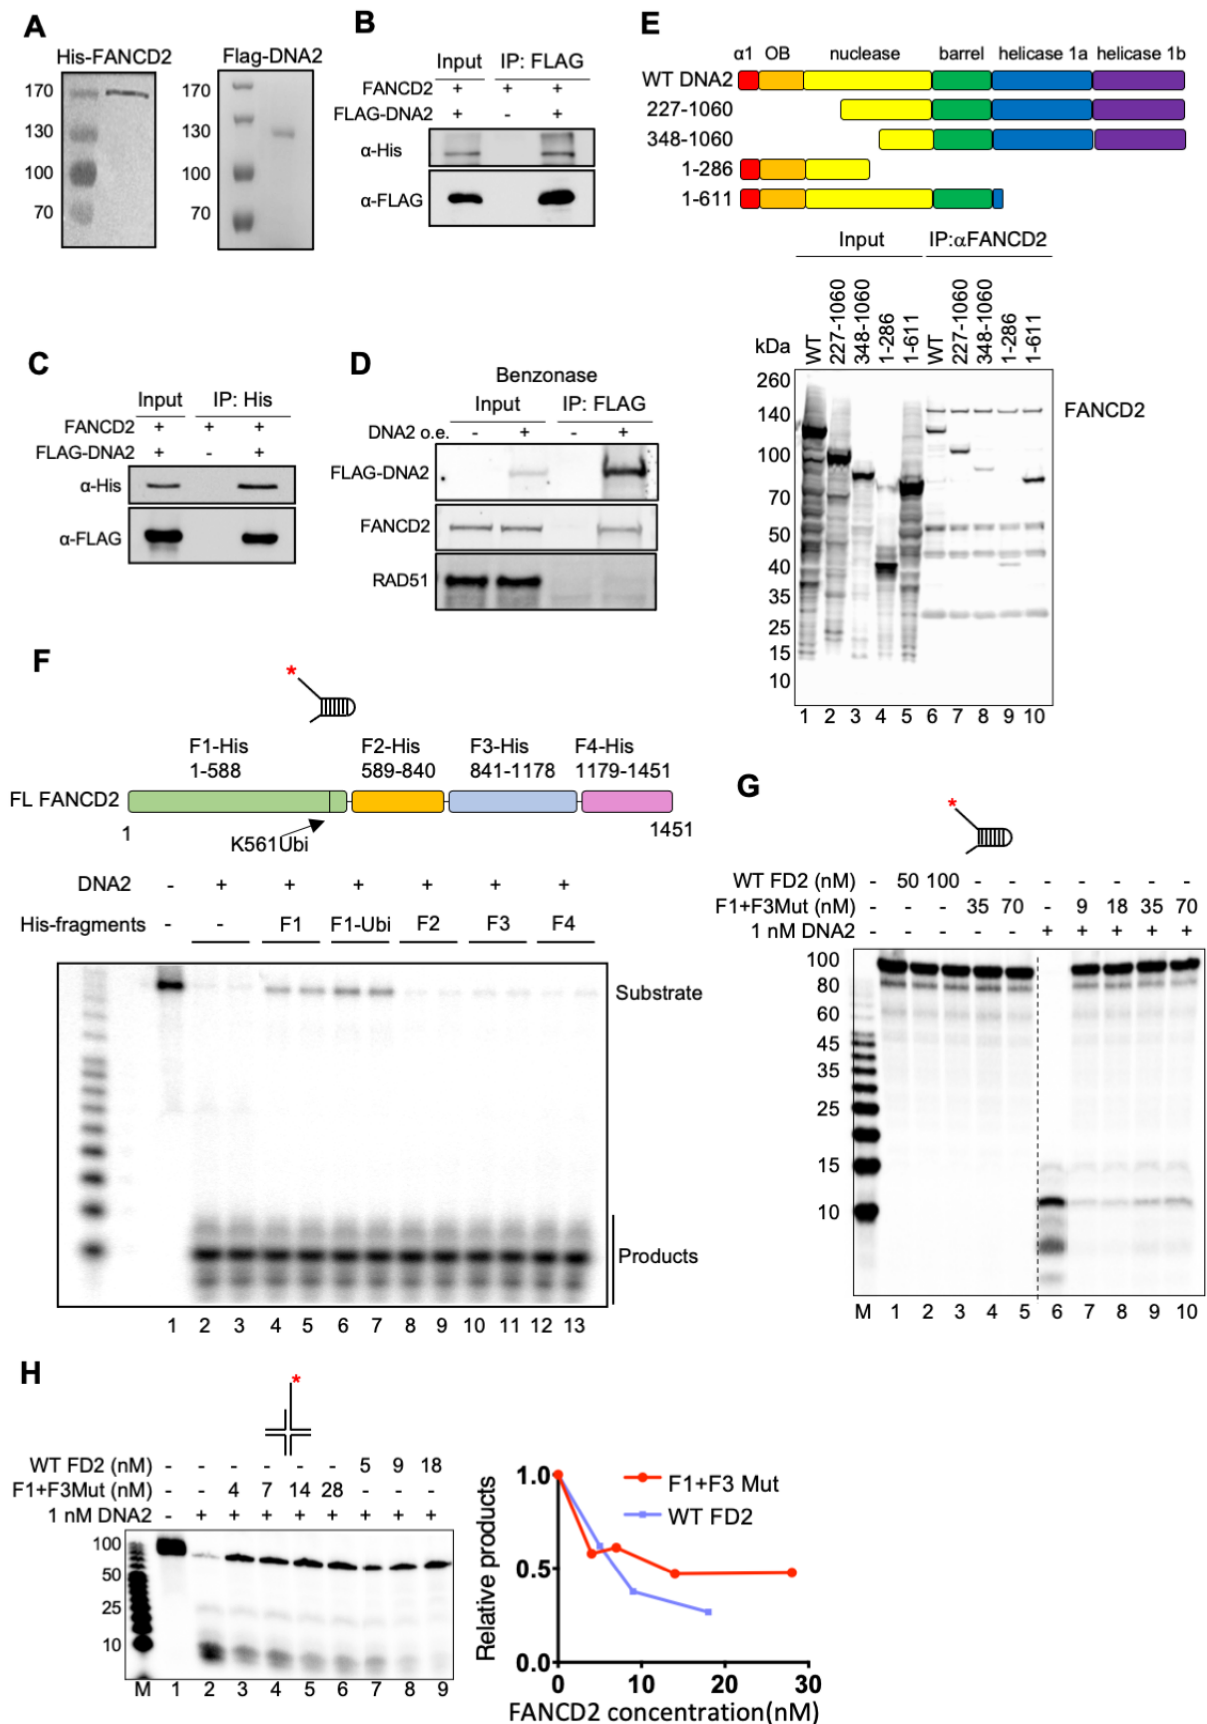 A
His-FANCD2
Flag-DNA2
170
130
100
70
170
130
100
70
B
Input
IP: FLAG
FANCD2 + + +
FLAG-DNA2 + - +
α-His
α-FLAG
C
Input
IP: His
FANCD2 + + +
FLAG-DNA2 + - +
α-His
α-FLAG
D
Benzonase
Input
IP: FLAG
DNA2 o.e. - + - +
FLAG-DNA2
FANCD2
RAD51
E
α1 OB nuclease barrel helicase 1a helicase 1b
WT DNA2
227-1060
348-1060
1-286
1-611
Input
IP:αFANCD2
kDa
WT 227-1060 348-1060 1-286 1-611 WT 227-1060 348-1060 1-286 1-611
260
140
100
70
50
40
35
25
15
10
FANCD2
1 2 3 4 5 6 7 8 9 10
F
*
F1-His F2-His F3-His F4-His
1-588 589-840 841-1178 1179-1451
FL FANCD2
1
K561Ubi
1451
DNA2 - + + + + + +
His-fragments - - F1 F1-Ubi F2 F3 F4
Substrate
Products
1 2 3 4 5 6 7 8 9 10 11 12 13
G
*
WT FD2 (nM) - 50 100 - - - - - - -
F1+F3Mut (nM) - - - 35 70 - 9 18 35 70
1 nM DNA2 - - - - - + + + + +
100
80
60
45
35
25
15
10
M 1 2 3 4 5 6 7 8 9 10
H
*
WT FD2 (nM) - - - - - - 5 9 18
F1+F3Mut (nM) - - 4 7 14 28 - - -
1 nM DNA2 - + + + + + + + +
100
50
25
10
M 1 2 3 4 5 6 7 8 9
Relative products
1.0
0.5
0.0
F1+F3 Mut
WT FD2
0 10 20 30
FANCD2 concentration(nM)